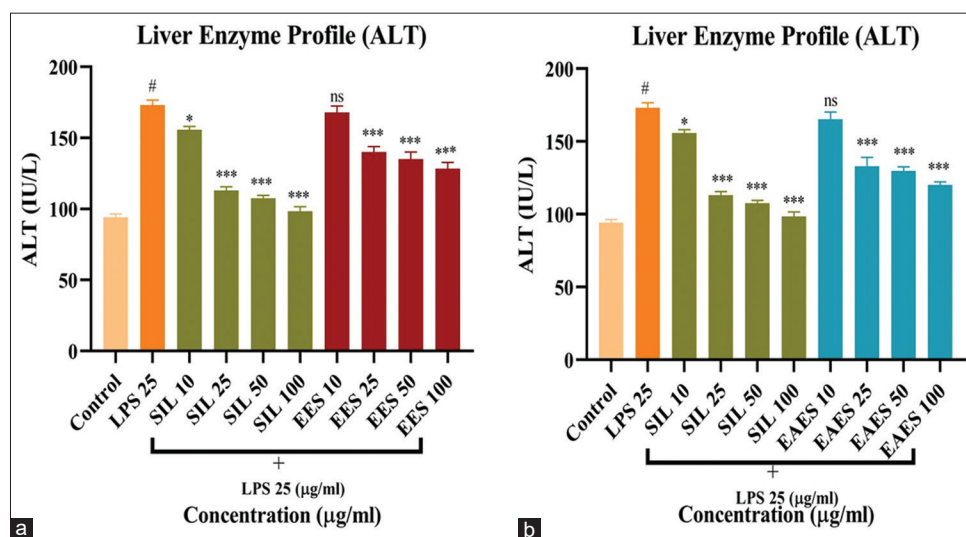 Liver Enzyme Profile (ALT)
ALT (IU/L)
200
150
100
50
0
#
*
***
***
***
ns
***
***
***
Control
LPS 25
SIL 10
SIL 25
SIL 50
SIL 100
EES 10
EES 25
EES 50
EES 100
+
LPS 25 (μg/ml)
Concentration (μg/ml)
a
Liver Enzyme Profile (ALT)
ALT (IU/L)
200
150
100
50
0
#
*
***
***
***
ns
***
***
***
Control
LPS 25
SIL 10
SIL 25
SIL 50
SIL 100
EAES 10
EAES 25
EAES 50
EAES 100
+
LPS 25 (μg/ml)
Concentration (μg/ml)
b